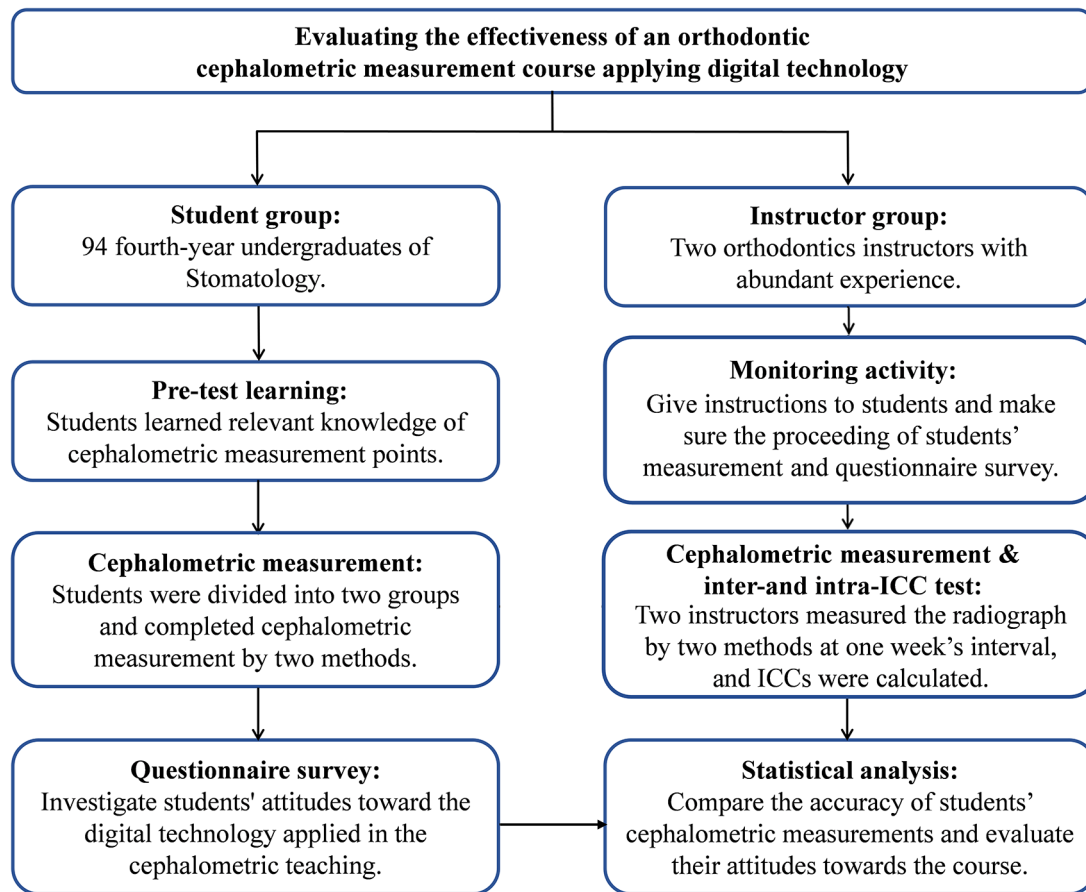 Evaluating the effectiveness of an orthodontic
cephalometric measurement course applying digital technology
Student group:
94 fourth-year undergraduates of
Stomatology.
Pre-test learning:
Students learned relevant knowledge of
cephalometric measurement points.
Cephalometric measurement:
Students were divided into two groups
and completed cephalometric
measurement by two methods.
Questionnaire survey:
Investigate students' attitudes toward the
digital technology applied in the
cephalometric teaching.
Instructor group:
Two orthodontics instructors with
abundant experience.
Monitoring activity:
Give instructions to students and make
sure the proceeding of students’
measurement and questionnaire survey.
Cephalometric measurement &
inter-and intra-ICC test:
Two instructors measured the radiograph
by two methods at one week’s interval,
and ICCs were calculated.
Statistical analysis:
Compare the accuracy of students’
cephalometric measurements and evaluate
their attitudes towards the course.